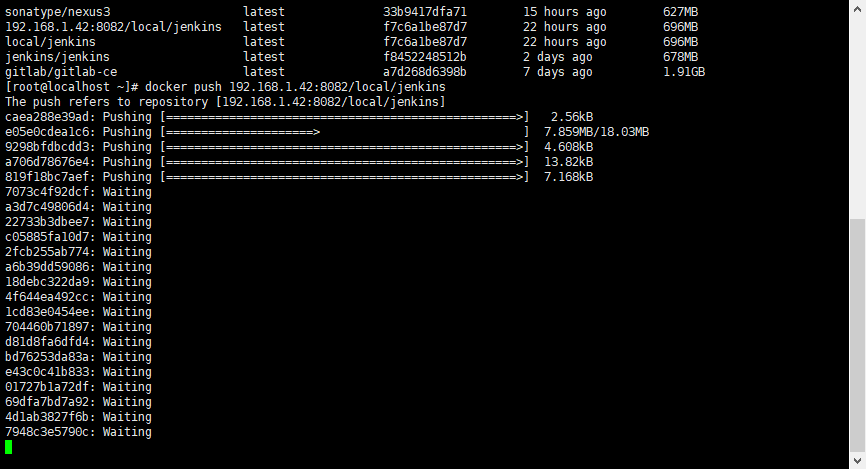 sonatype/nexus3 latest 33b9417dfa71 15 hours ago 627MB
192.168.1.42:8082/local/jenkins latest f7c6a1be87d7 22 hours ago 696MB
local/jenkins latest f7c6a1be87d7 22 hours ago 696MB
jenkins/jenkins latest f8452248512b 2 days ago 678MB
gitlab/gitlab-ce latest a7d268d6398b 7 days ago 1.91GB
[root@localhost ~]# docker push 192.168.1.42:8082/local/jenkins
The push refers to repository [192.168.1.42:8082/local/jenkins]
caea288e39ad: Pushing [==================================================>] 2.56kB
e05e0cdea1c6: Pushing [=====================>                             ] 7.859MB/18.03MB
9298bfdbcdd3: Pushing [==================================================>] 4.608kB
a706d78676e4: Pushing [==================================================>] 13.82kB
819f18bc7aef: Pushing [==================================================>] 7.168kB
7073c4f92dcf: Waiting
a3d7c49806d4: Waiting
22733b3dbee7: Waiting
c05885fa10d7: Waiting
2fcb255ab774: Waiting
a6b39dd59086: Waiting
18debc322da9: Waiting
4f644ea492cc: Waiting
1cd83e0454ee: Waiting
704460b71897: Waiting
d81d8fa6dfd4: Waiting
bd76253da83a: Waiting
e43c0c41b833: Waiting
01727b1a72df: Waiting
69dfa7bd7a92: Waiting
4d1ab3827f6b: Waiting
7948c3e5790c: Waiting